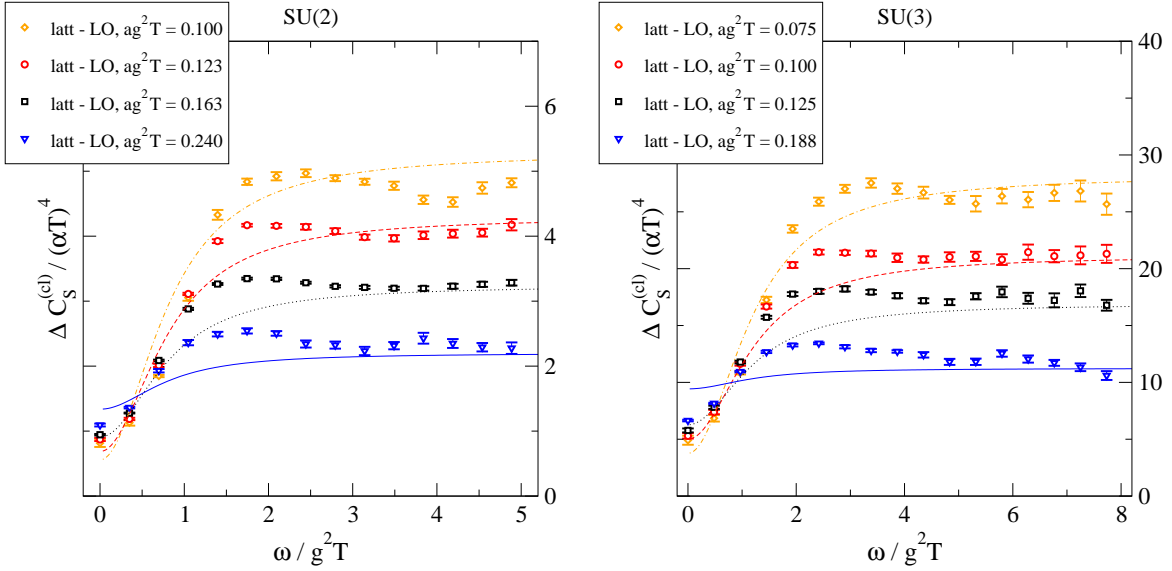 SU(2)
latt - LO, ag²T = 0.100
latt - LO, ag²T = 0.123
latt - LO, ag²T = 0.163
latt - LO, ag²T = 0.240
Δ C_S^(cl) / (αT)⁴
6
4
2
0
0 1 2 3 4 5
ω / g²T
SU(3)
latt - LO, ag²T = 0.075
latt - LO, ag²T = 0.100
latt - LO, ag²T = 0.125
latt - LO, ag²T = 0.188
Δ C_S^(cl) / (αT)⁴
40
30
20
10
0
0 2 4 6 8
ω / g²T